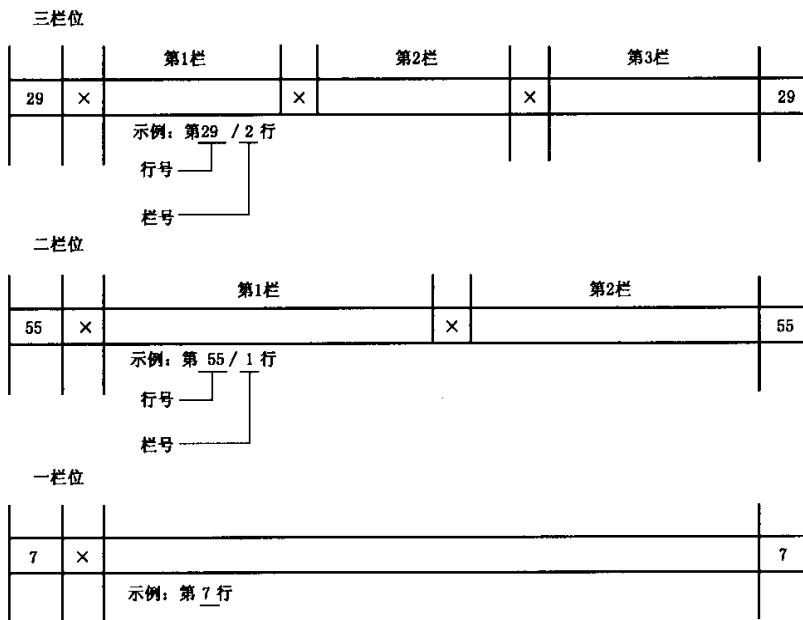 三栏位
第1栏 第2栏 第3栏
29 × × × 29
示例：第29 / 2 行
行号
栏号
二栏位
第1栏 第2栏
55 × × 55
示例：第 55 / 1 行
行号
栏号
一栏位
7 × 7
示例：第 7 行